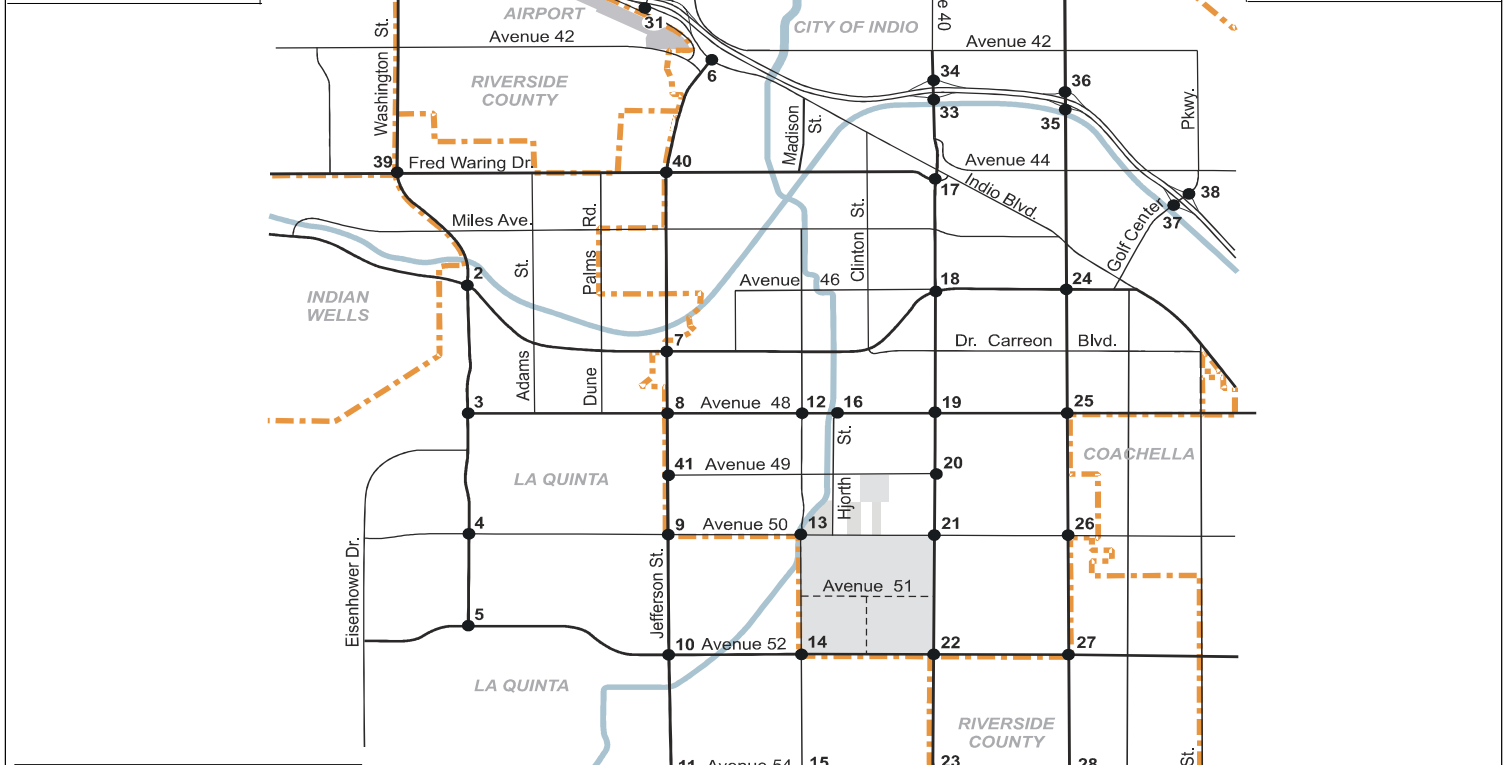 AIRPORT
31
CITY OF INDIO
e 40
Avenue 42
Avenue 42
Washington St.
6
34
36
RIVERSIDE
COUNTY
33
35
Madison St.
Pkwy.
39
Fred Waring Dr.
40
Avenue 44
17
Indio Blvd.
38
37
Miles Ave.
Palms Rd.
Clinton St.
Golf Center
2
St.
Avenue 46
18
24
INDIAN
WELLS
7
Dr. Carreon Blvd.
Adams
Dune
3
8
Avenue 48
12
16
19
25
St.
COACHELLA
LA QUINTA
41
Avenue 49
20
Hjorth
4
9
Avenue 50
13
21
26
Eisenhower Dr.
Jefferson St.
Avenue 51
5
10
Avenue 52
14
22
27
LA QUINTA
RIVERSIDE
COUNTY
St.
11
Avenue 54
15
23
28